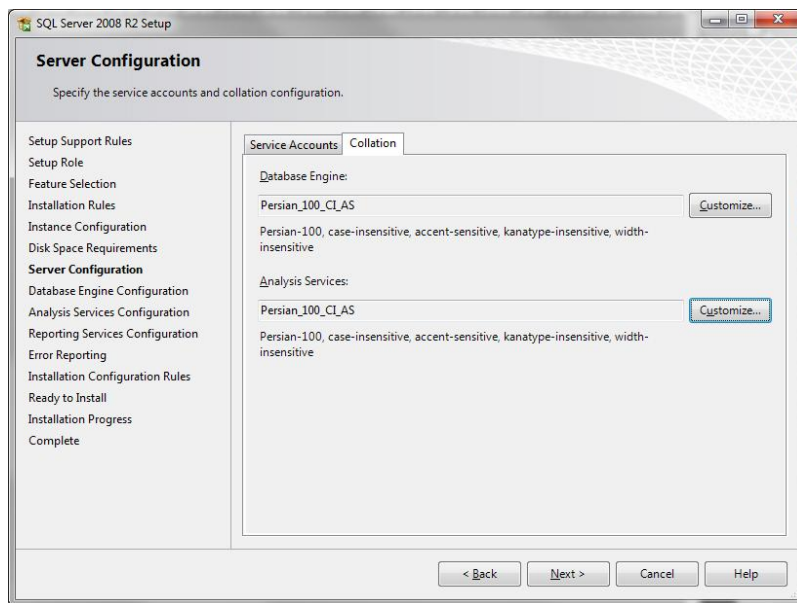 SQL Server 2008 R2 Setup
Server Configuration
Specify the service accounts and collation configuration.
Setup Support Rules
Setup Role
Feature Selection
Installation Rules
Instance Configuration
Disk Space Requirements
Server Configuration
Database Engine Configuration
Analysis Services Configuration
Reporting Services Configuration
Error Reporting
Installation Configuration Rules
Ready to Install
Installation Progress
Complete
Service Accounts Collation
Database Engine:
Persian_100_CI_AS Customize...
Persian-100, case-insensitive, accent-sensitive, kanatype-insensitive, width-
insensitive
Analysis Services:
Persian_100_CI_AS Customize...
Persian-100, case-insensitive, accent-sensitive, kanatype-insensitive, width-
insensitive
< Back Next > Cancel Help